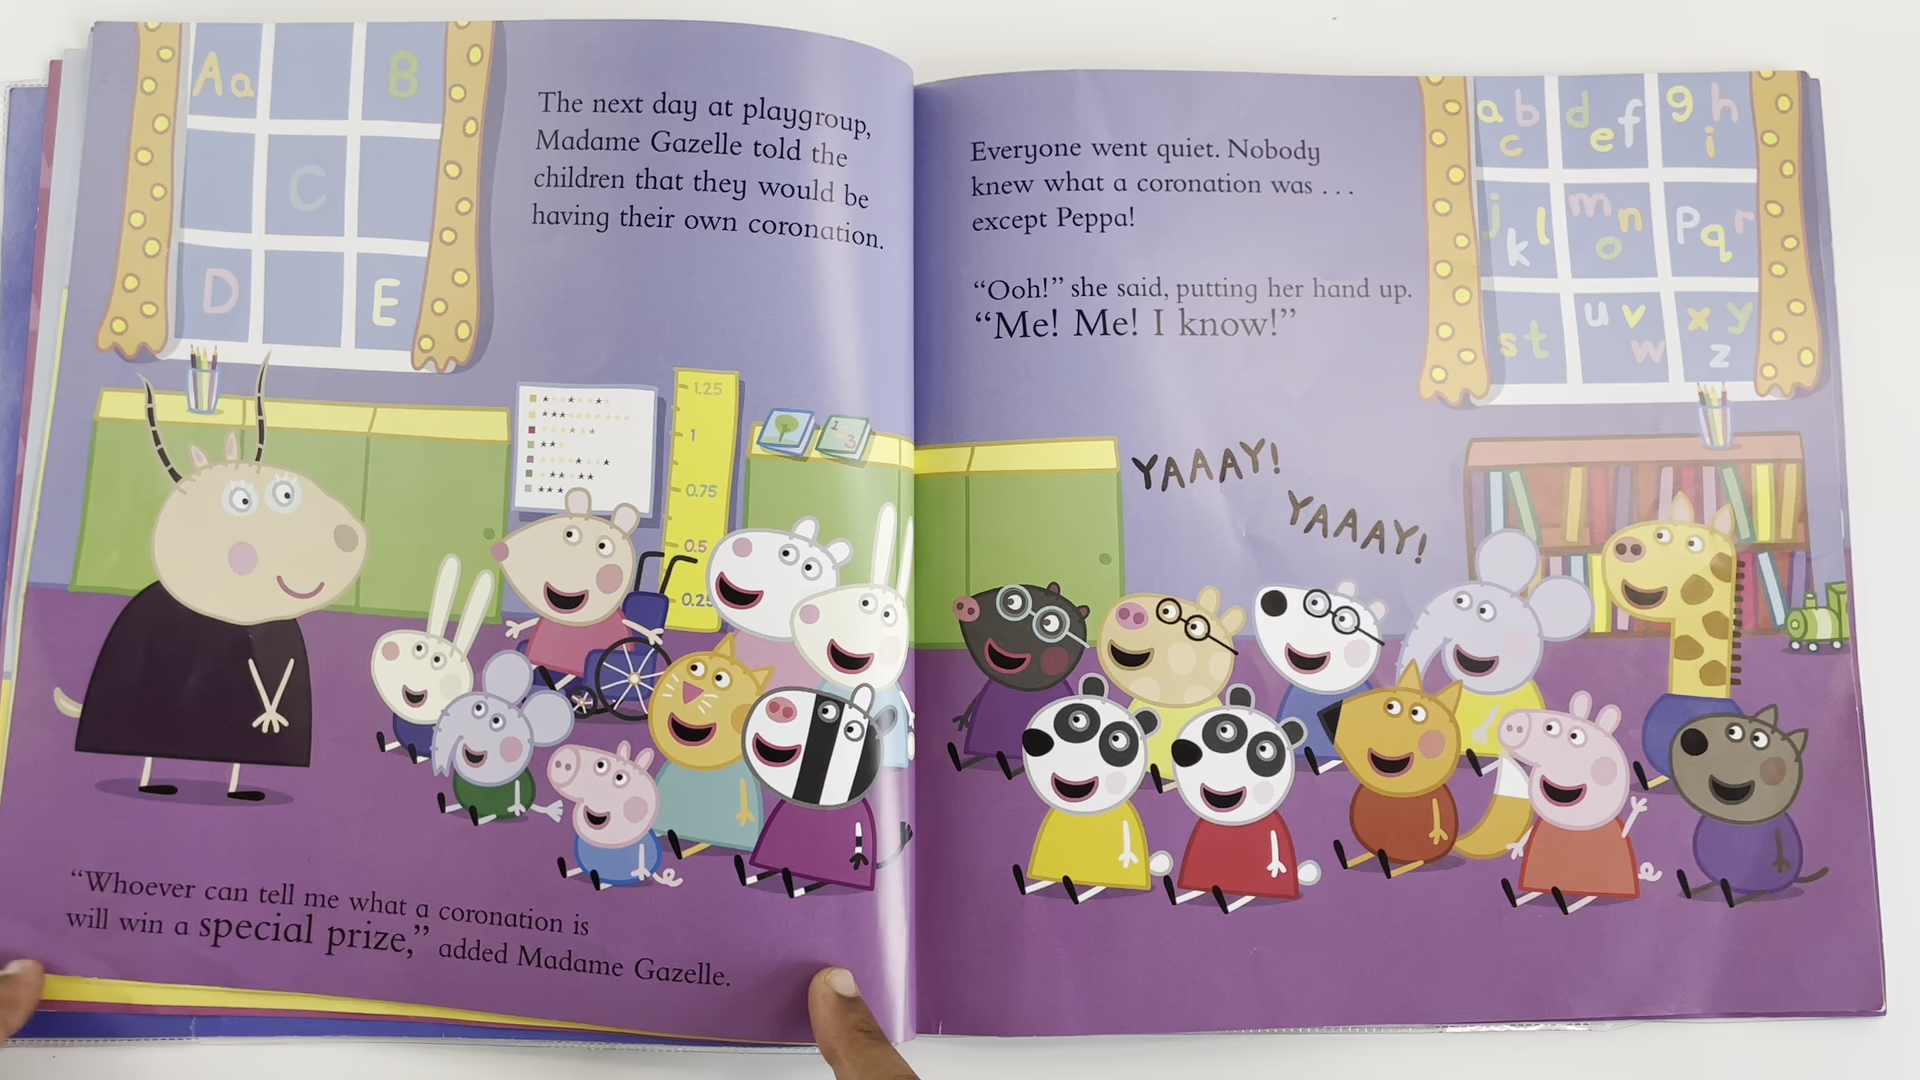 Aa
B
C
D
E
The next day at playgroup,
Madame Gazelle told the
children that they would be
having their own coronation.
1.25
1
0.75
0.5
0.25
1 2 3
“Whoever can tell me what a coronation is
will win a special prize,” added Madame Gazelle.
Everyone went quiet. Nobody
knew what a coronation was . . .
except Peppa!
“Ooh!” she said, putting her hand up.
“Me! Me! I know!”
a b c
d e f
g h i
j k l
m n o
p q r
s t
u v w
x y z
YAAAY!
YAAAY!